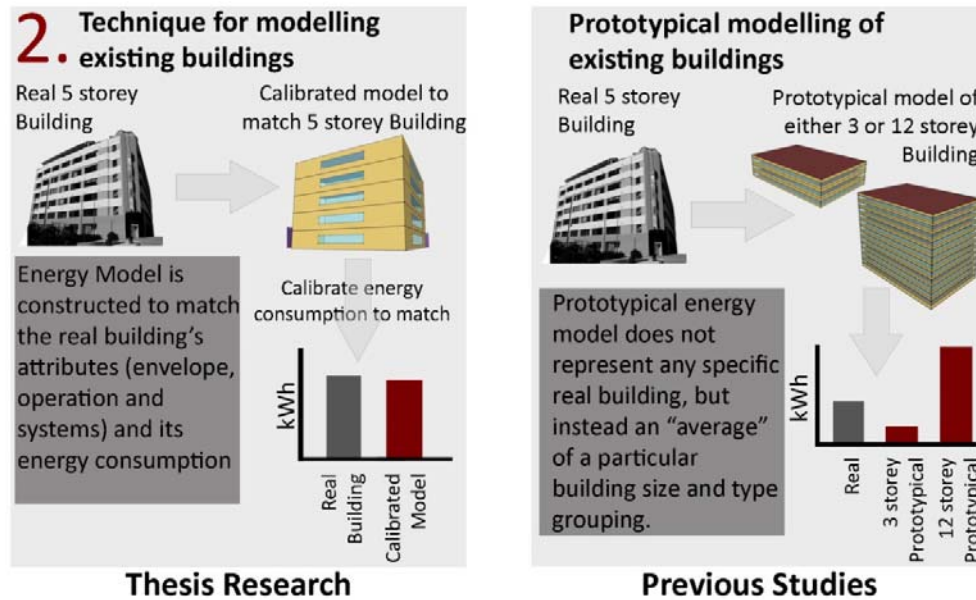 2.
Technique for modelling
existing buildings
Real 5 storey
Building
Calibrated model to
match 5 storey Building
Energy Model is
constructed to match
the real building's
attributes (envelope,
operation and
systems) and its
energy consumption
Calibrate energy
consumption to match
kWh
Real
Building
Calibrated
Model
Thesis Research
Prototypical modelling of
existing buildings
Real 5 storey
Building
Prototypical model of
either 3 or 12 storey
Building
Prototypical energy
model does not
represent any specific
real building, but
instead an “average”
of a particular
building size and type
grouping.
kWh
Real
3 storey
Prototypical
12 storey
Prototypical
Previous Studies